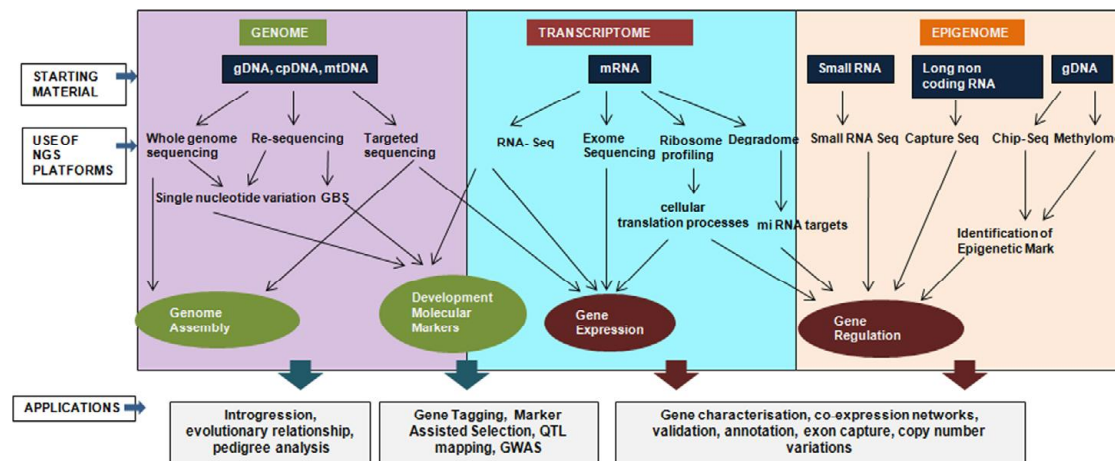 GENOME
TRANSCRIPTOME
EPIGENOME
STARTING
MATERIAL
gDNA, cpDNA, mtDNA
mRNA
Small RNA
Long non
coding RNA
gDNA
USE OF
NGS
PLATFORMS
Whole genome
sequencing
Re-sequencing
Targeted
sequencing
RNA- Seq
Exome
Sequencing
Ribosome
profiling
Degradome
Small RNA Seq
Capture Seq
Chip-Seq
Methylome
Single nucleotide variation
GBS
cellular
translation processes
mi RNA targets
Identification of
Epigenetic Mark
Genome
Assembly
Development
Molecular
Markers
Gene
Expression
Gene
Regulation
APPLICATIONS
Introgression,
evolutionary relationship,
pedigree analysis
Gene Tagging, Marker
Assisted Selection, QTL
mapping, GWAS
Gene characterisation, co-expression networks,
validation, annotation, exon capture, copy number
variations